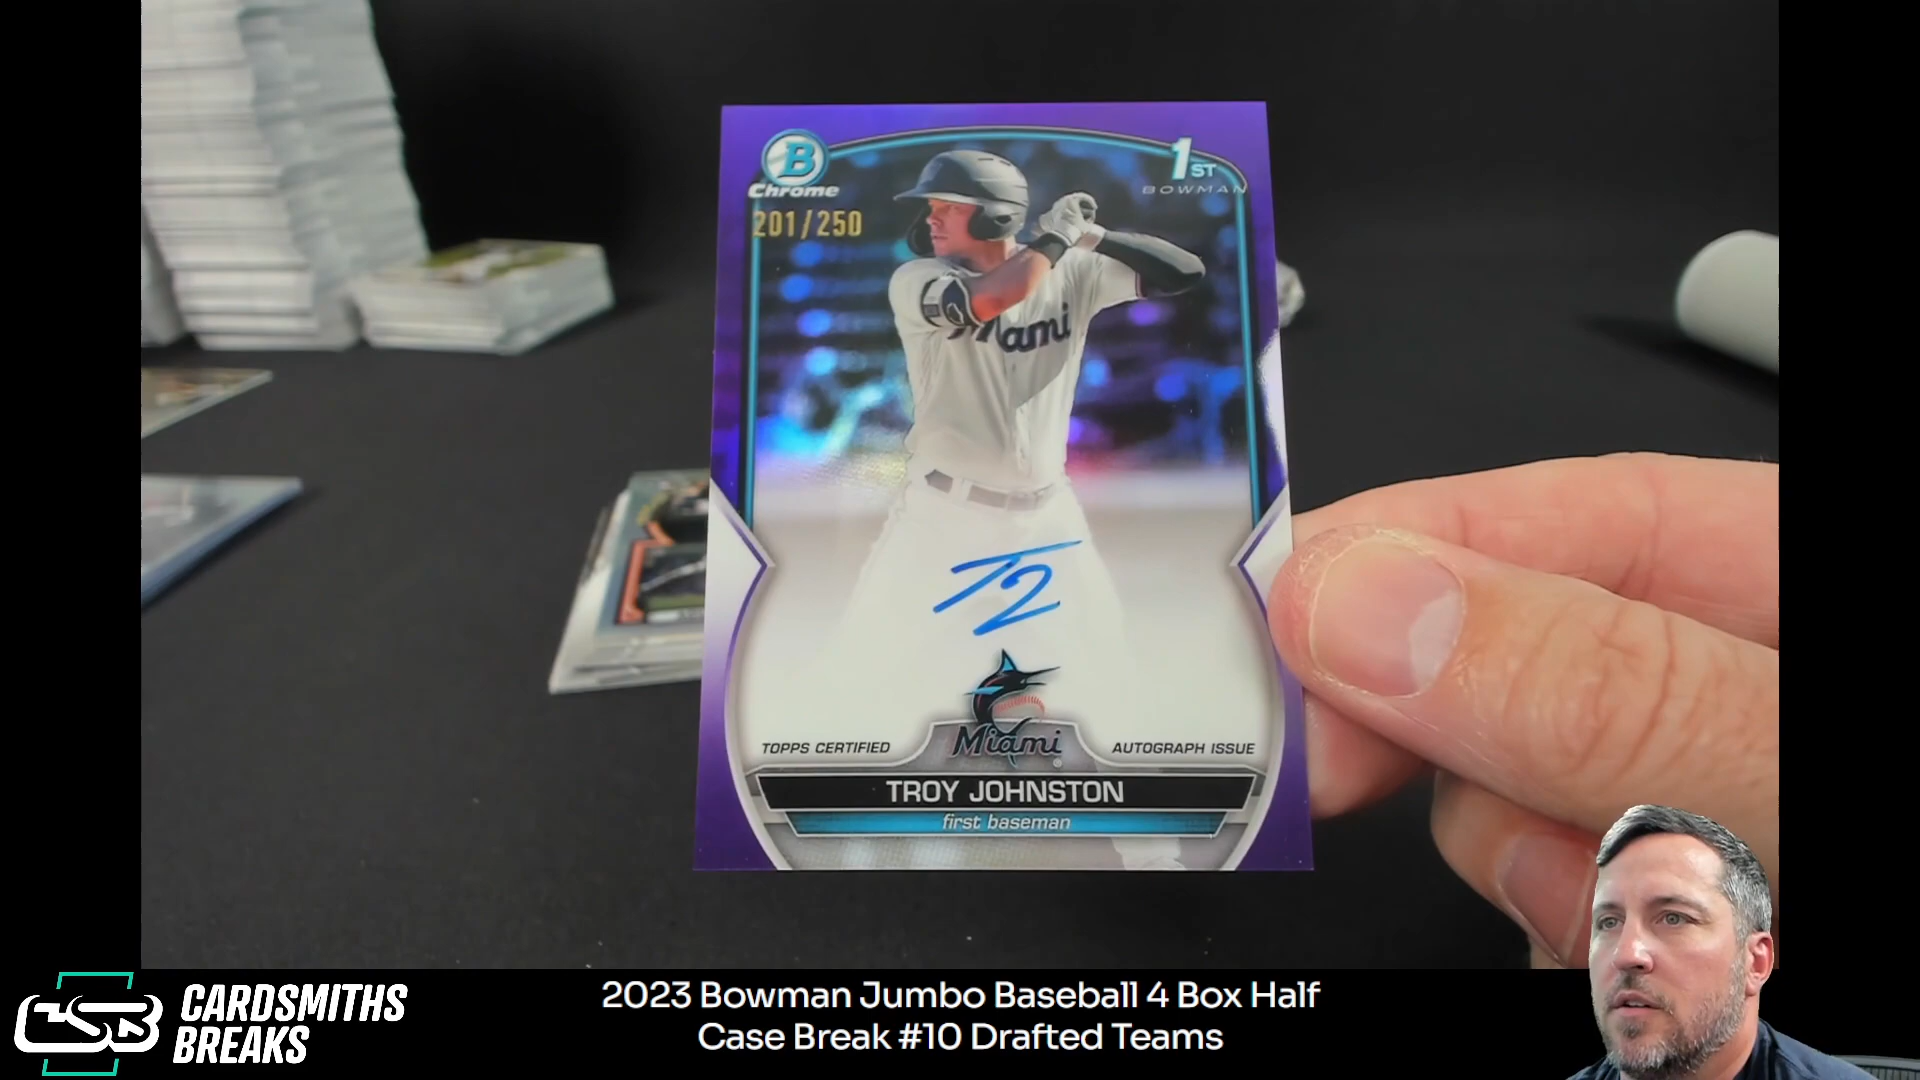 B
Chrome
1ST
BOWMAN
201/250
Miami
TOPPS CERTIFIED
Miami
AUTOGRAPH ISSUE
TROY JOHNSTON
first baseman
CSB
CARDSMITHS
BREAKS
2023 Bowman Jumbo Baseball 4 Box Half
Case Break #10 Drafted Teams